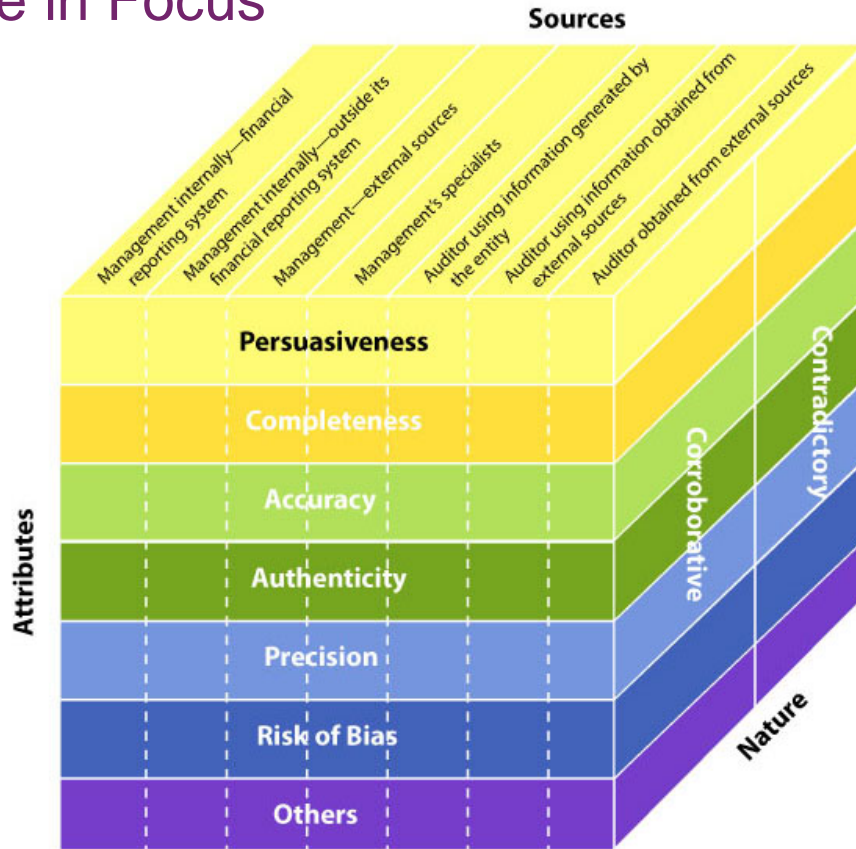 e in Focus
Sources
Management internally—financial
reporting system
Management internally—outside its
financial reporting system
Management—external sources
Management's specialists
Auditor using information generated by
the entity
Auditor using information obtained from
external sources
Auditor obtained from external sources
Persuasiveness
Completeness
Accuracy
Authenticity
Precision
Risk of Bias
Others
Attributes
Corroborative
Contradictory
Nature